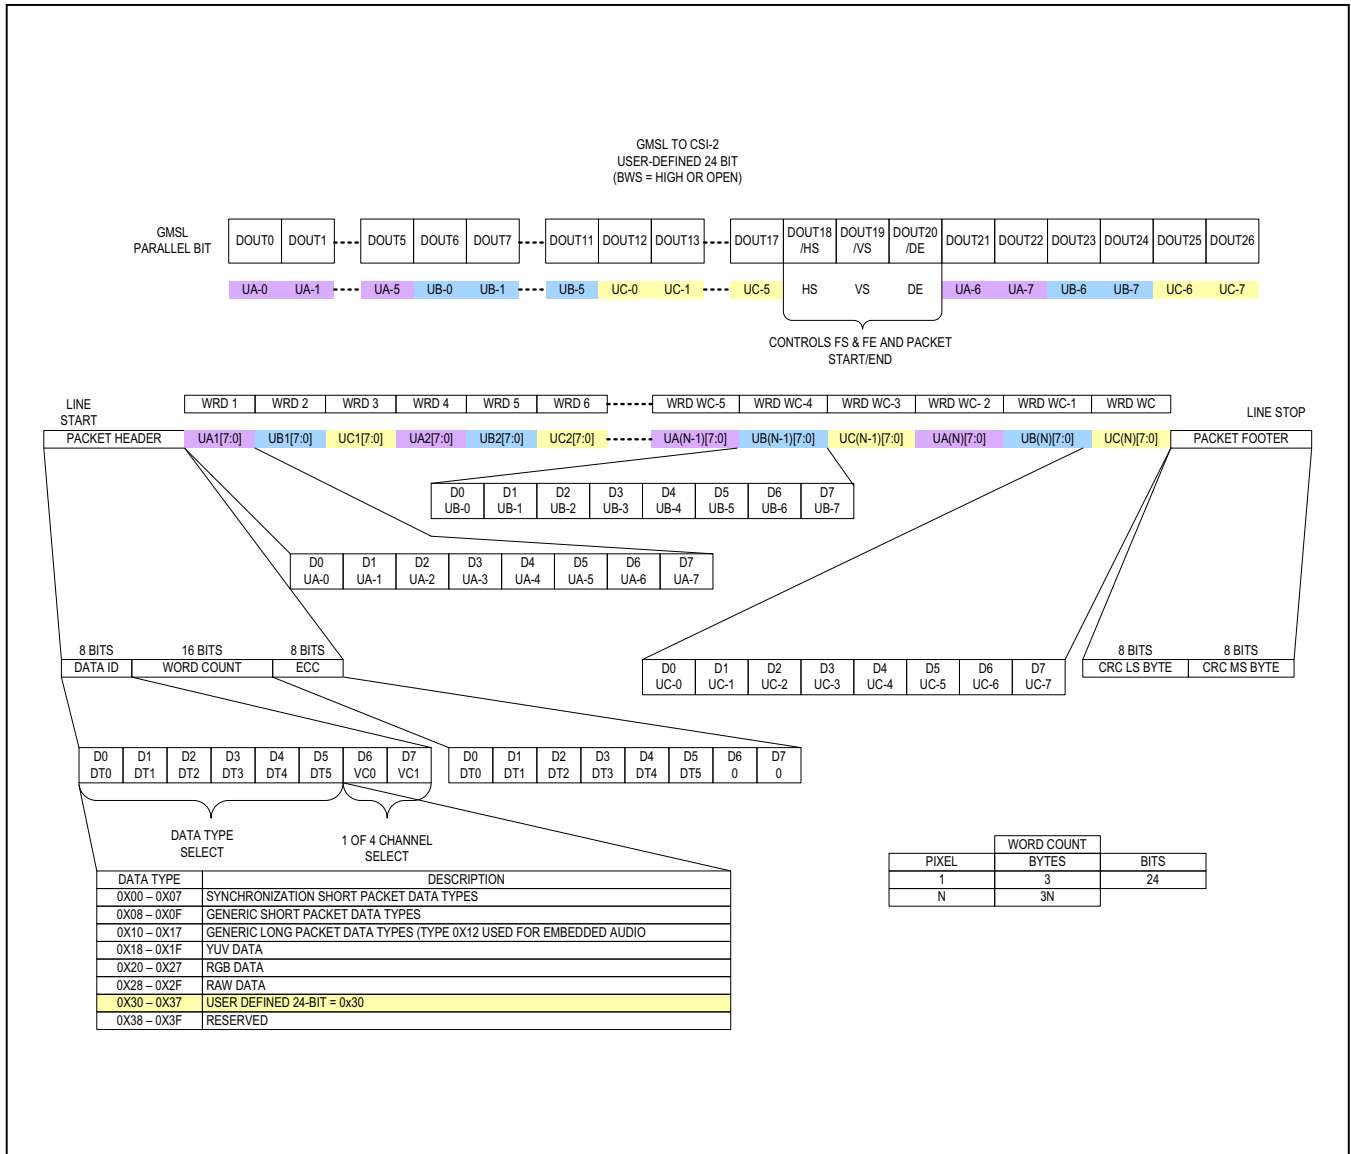 GMSL TO CSI-2
USER-DEFINED 24 BIT
(BWS = HIGH OR OPEN)
GMSL
PARALLEL BIT
DOUT0 DOUT1 DOUT5 DOUT6 DOUT7 DOUT11 DOUT12 DOUT13 DOUT17 DOUT18 /HS DOUT19 /VS DOUT20 /DE DOUT21 DOUT22 DOUT23 DOUT24 DOUT25 DOUT26
UA-0 UA-1 UA-5 UB-0 UB-1 UB-5 UC-0 UC-1 UC-5 HS VS DE UA-6 UA-7 UB-6 UB-7 UC-6 UC-7
CONTROLS FS & FE AND PACKET
START/END
LINE
START
WRD 1 WRD 2 WRD 3 WRD 4 WRD 5 WRD 6 WRD WC-5 WRD WC-4 WRD WC-3 WRD WC- 2 WRD WC-1 WRD WC
LINE STOP
PACKET HEADER UA1[7:0] UB1[7:0] UC1[7:0] UA2[7:0] UB2[7:0] UC2[7:0] UA(N-1)[7:0] UB(N-1)[7:0] UC(N-1)[7:0] UA(N)[7:0] UB(N)[7:0] UC(N)[7:0] PACKET FOOTER
D0 D1 D2 D3 D4 D5 D6 D7
UB-0 UB-1 UB-2 UB-3 UB-4 UB-5 UB-6 UB-7
D0 D1 D2 D3 D4 D5 D6 D7
UA-0 UA-1 UA-2 UA-3 UA-4 UA-5 UA-6 UA-7
8 BITS 16 BITS 8 BITS
DATA ID WORD COUNT ECC
D0 D1 D2 D3 D4 D5 D6 D7
UC-0 UC-1 UC-2 UC-3 UC-4 UC-5 UC-6 UC-7
8 BITS 8 BITS
CRC LS BYTE CRC MS BYTE
D0 D1 D2 D3 D4 D5 D6 D7
DT0 DT1 DT2 DT3 DT4 DT5 VC0 VC1
D0 D1 D2 D3 D4 D5 D6 D7
DT0 DT1 DT2 DT3 DT4 DT5 0 0
DATA TYPE
SELECT
1 OF 4 CHANNEL
SELECT
DATA TYPE DESCRIPTION
0X00 – 0X07 SYNCHRONIZATION SHORT PACKET DATA TYPES
0X08 – 0X0F GENERIC SHORT PACKET DATA TYPES
0X10 – 0X17 GENERIC LONG PACKET DATA TYPES (TYPE 0X12 USED FOR EMBEDDED AUDIO
0X18 – 0X1F YUV DATA
0X20 – 0X27 RGB DATA
0X28 – 0X2F RAW DATA
0X30 – 0X37 USER DEFINED 24-BIT = 0x30
0X38 – 0X3F RESERVED
WORD COUNT
PIXEL BYTES BITS
1 3 24
N 3N